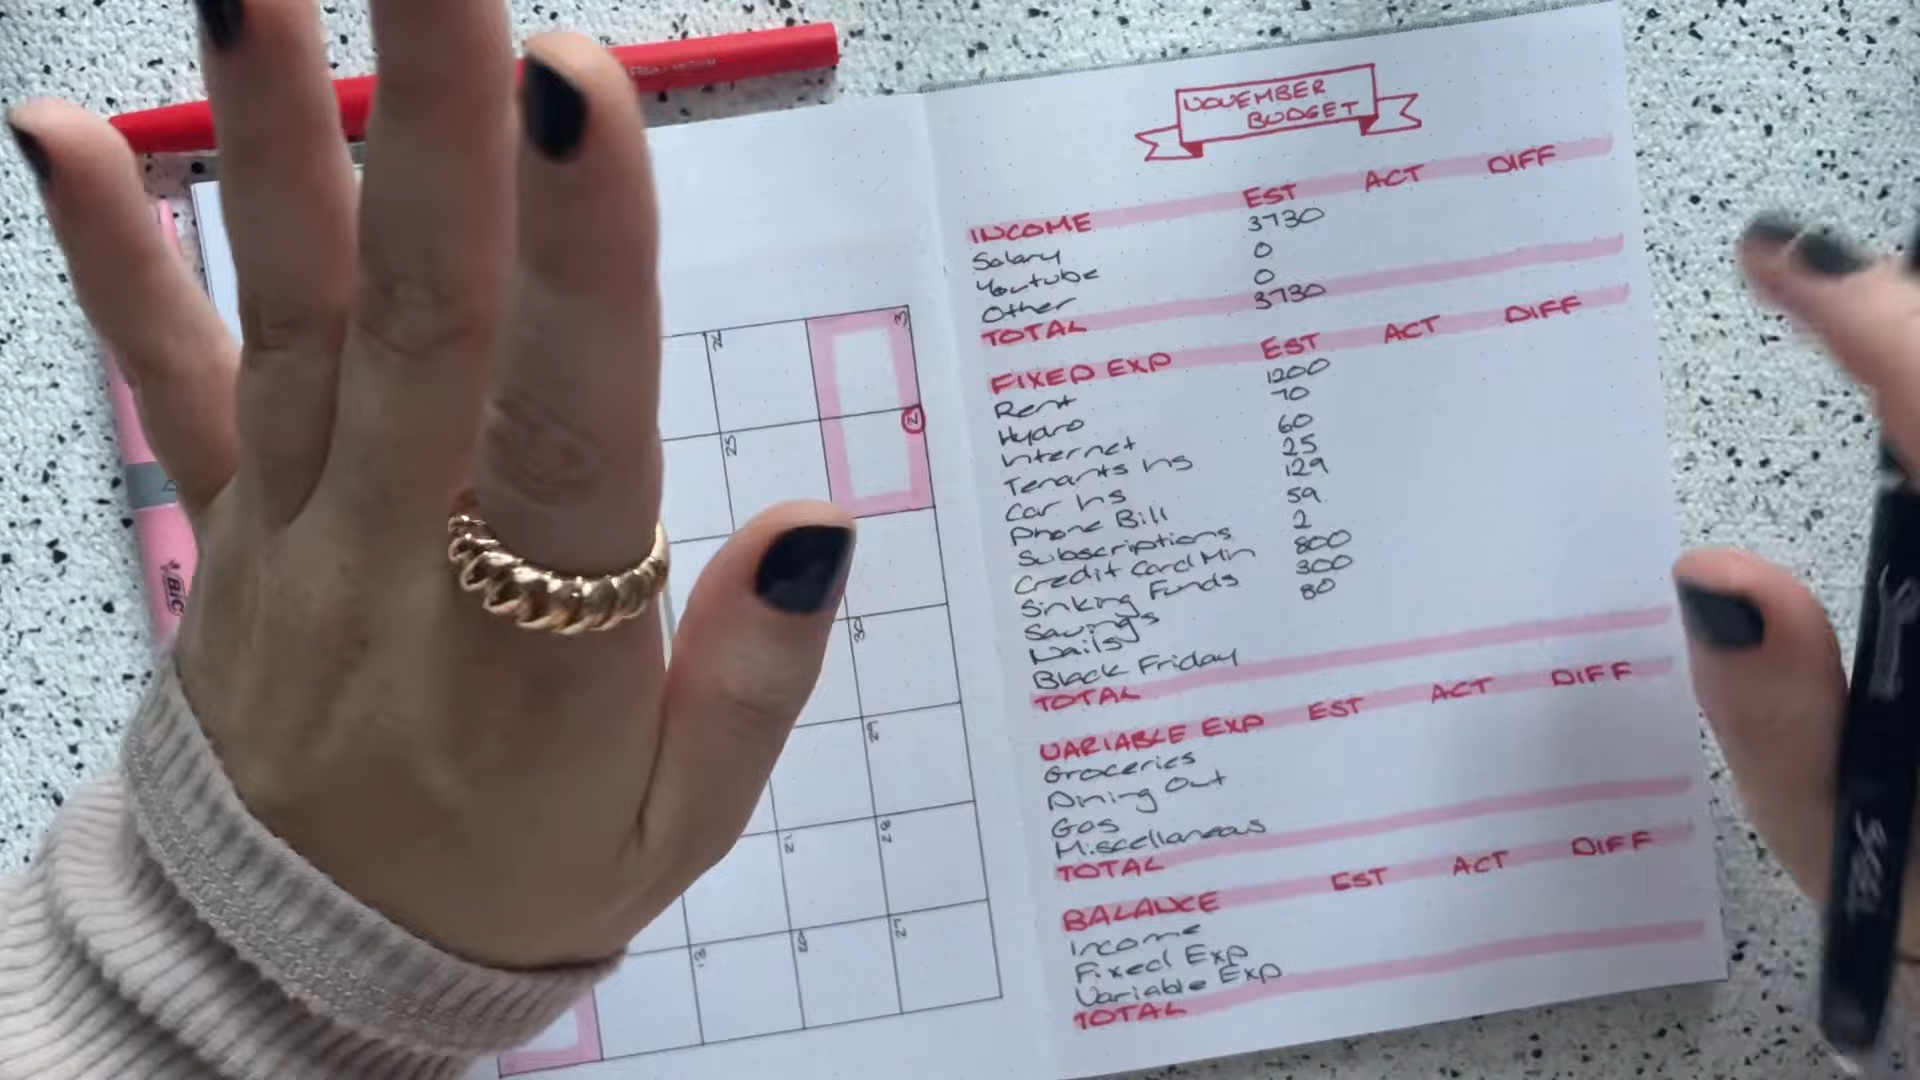 NOVEMBER
BUDGET
INCOME EST ACT DIFF
Salary 3730
Youtube 0
Other 0
TOTAL 3730
FIXED EXP EST ACT DIFF
Rent 1200
Hydro 70
Internet 60
Tenants Ins 25
Car Ins 129
Phone Bill 59
Subscriptions 2
Credit Card Min 800
Sinking Funds 300
Savings 80
Nails
Black Friday
TOTAL
VARIABLE EXP EST ACT DIFF
Groceries
Dining Out
Gas
Miscellaneous
TOTAL
BALANCE EST ACT DIFF
Income
Fixed Exp
Variable Exp
TOTAL
3
2
25
30
29
21
28
13
20
27
BIC